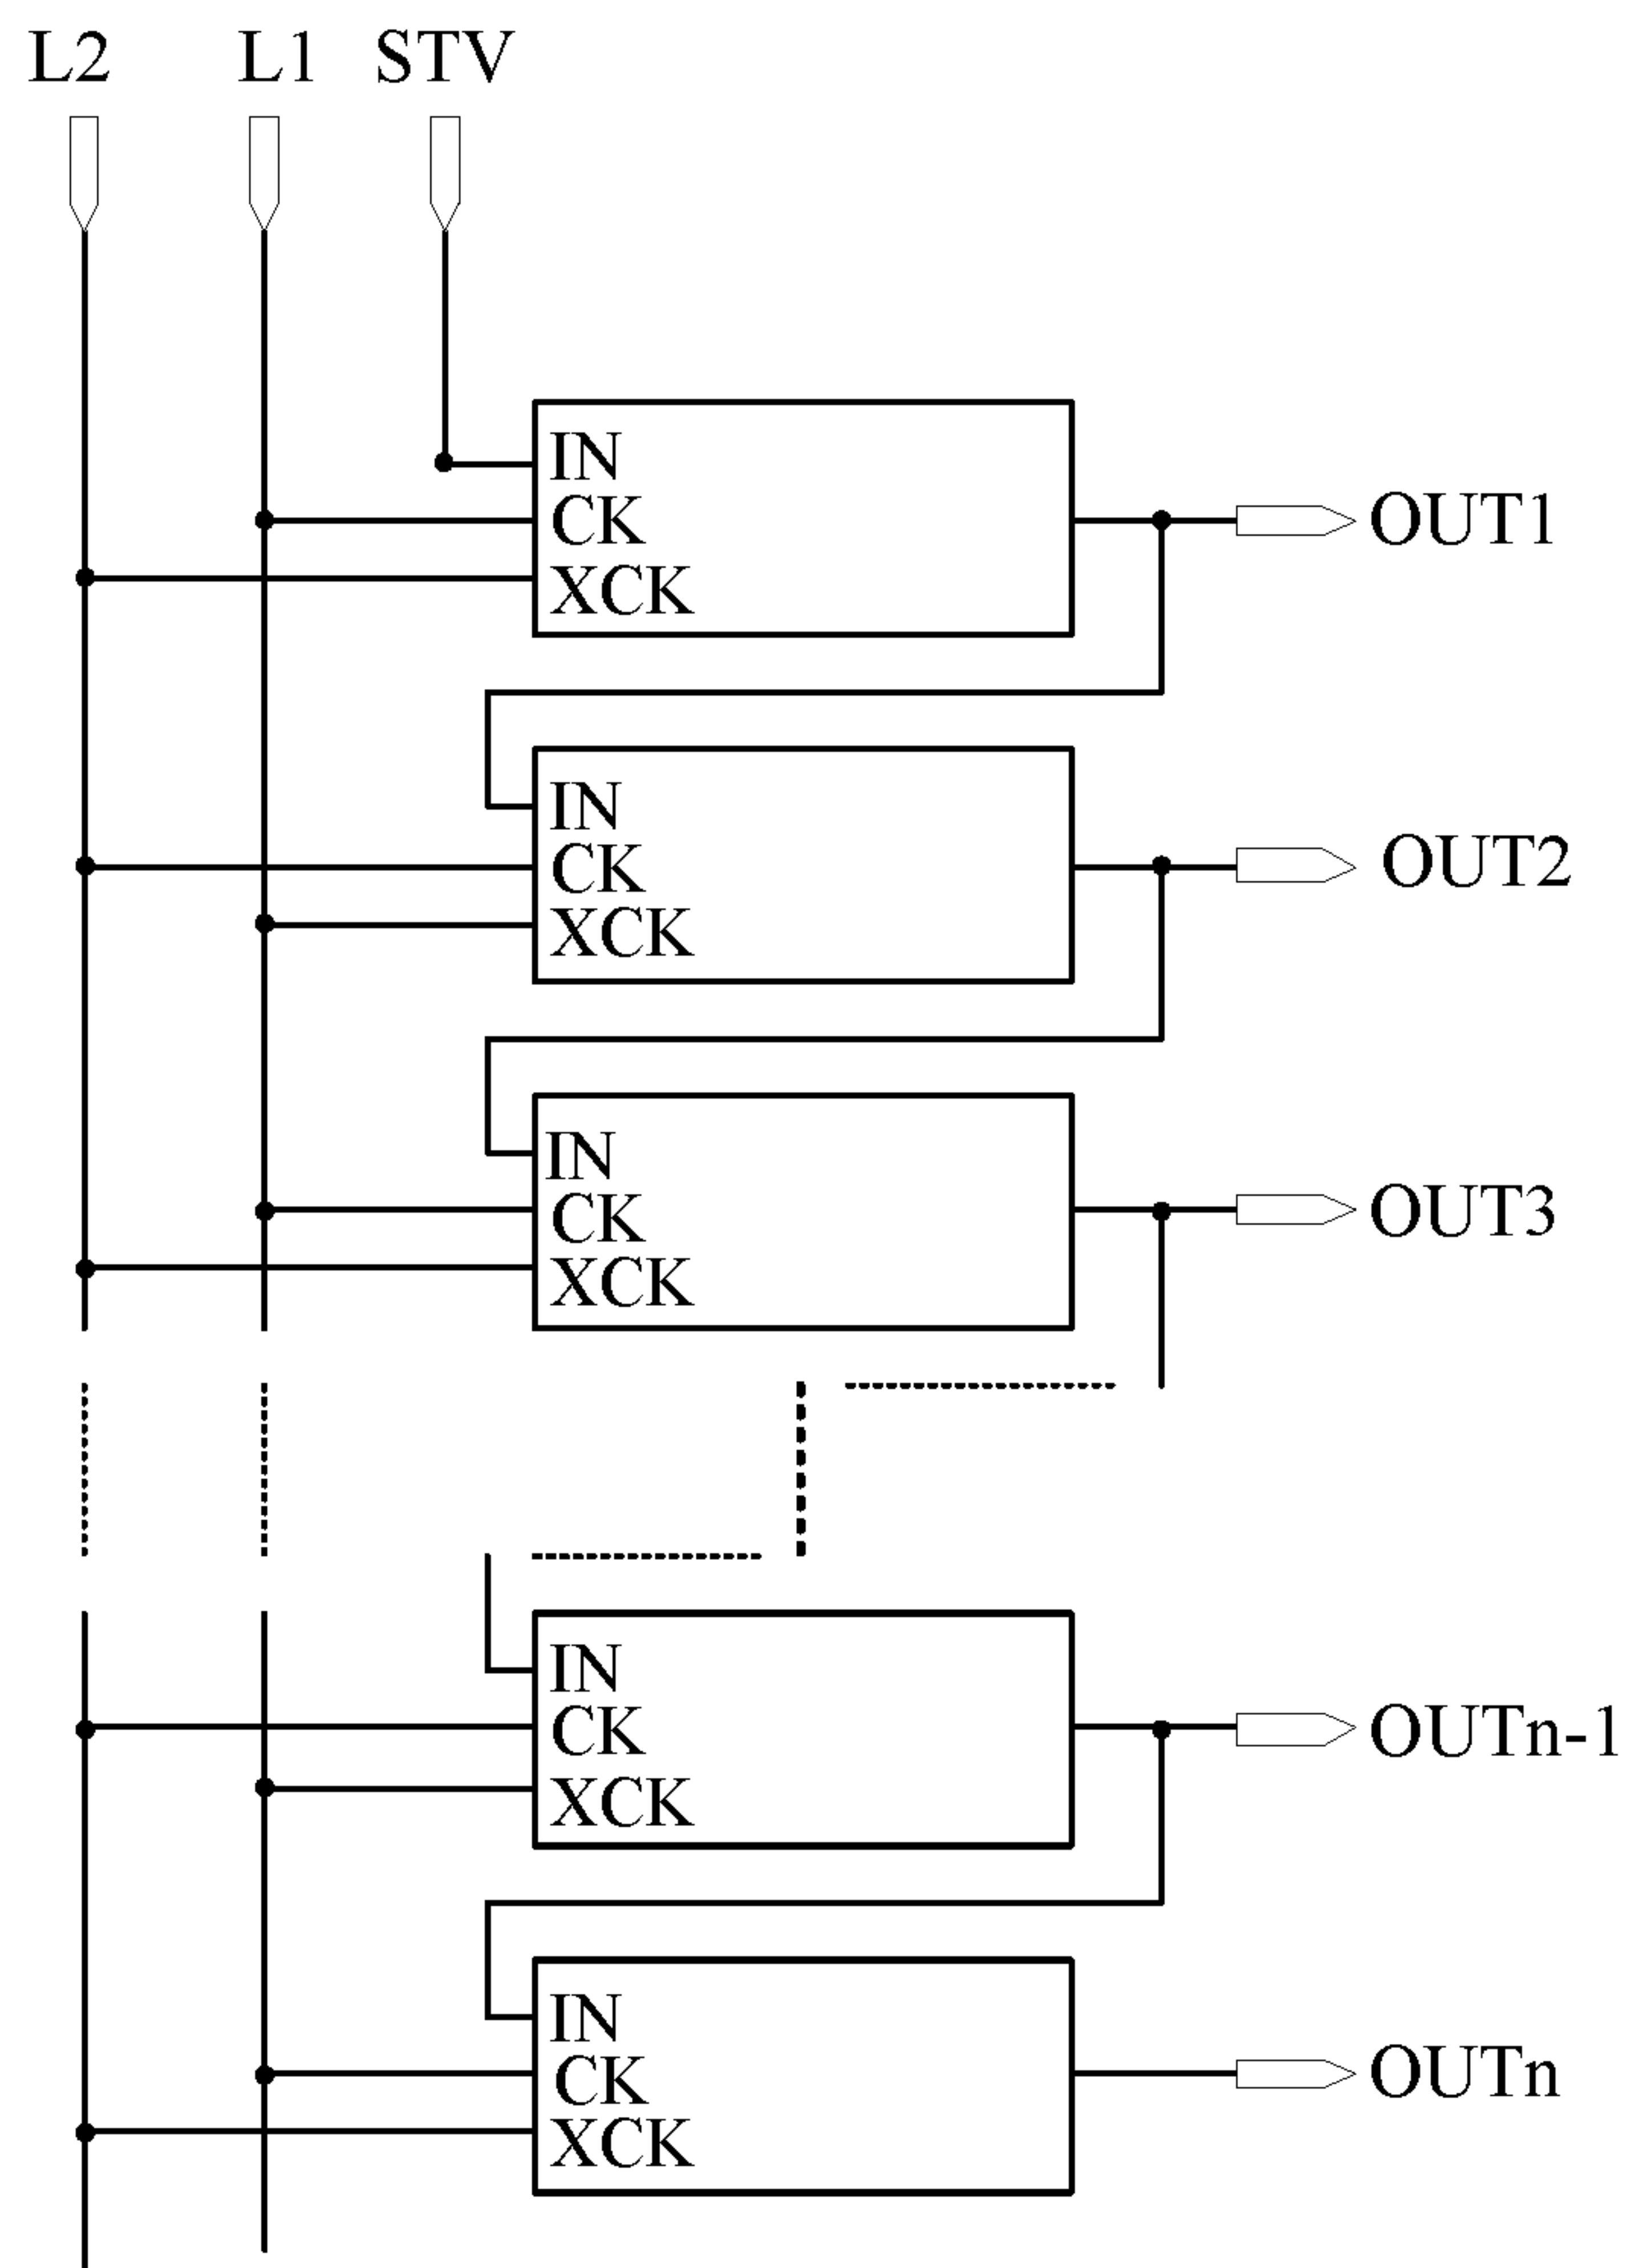 L2 L1 STV
IN
CK
XCK
OUT1
IN
CK
XCK
OUT2
IN
CK
XCK
OUT3
IN
CK
XCK
OUTn-1
IN
CK
XCK
OUTn